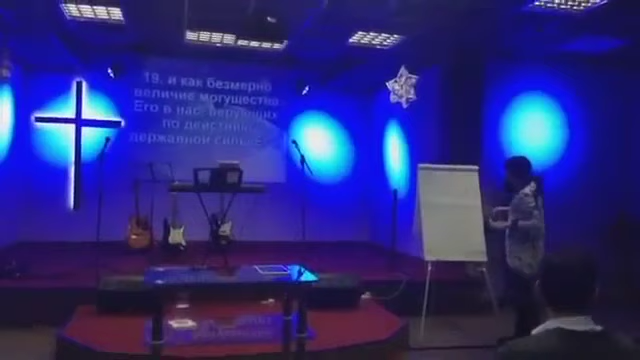 19. и как безмерно
величие могущества
Его в нас, верующих
по действию
державной силы